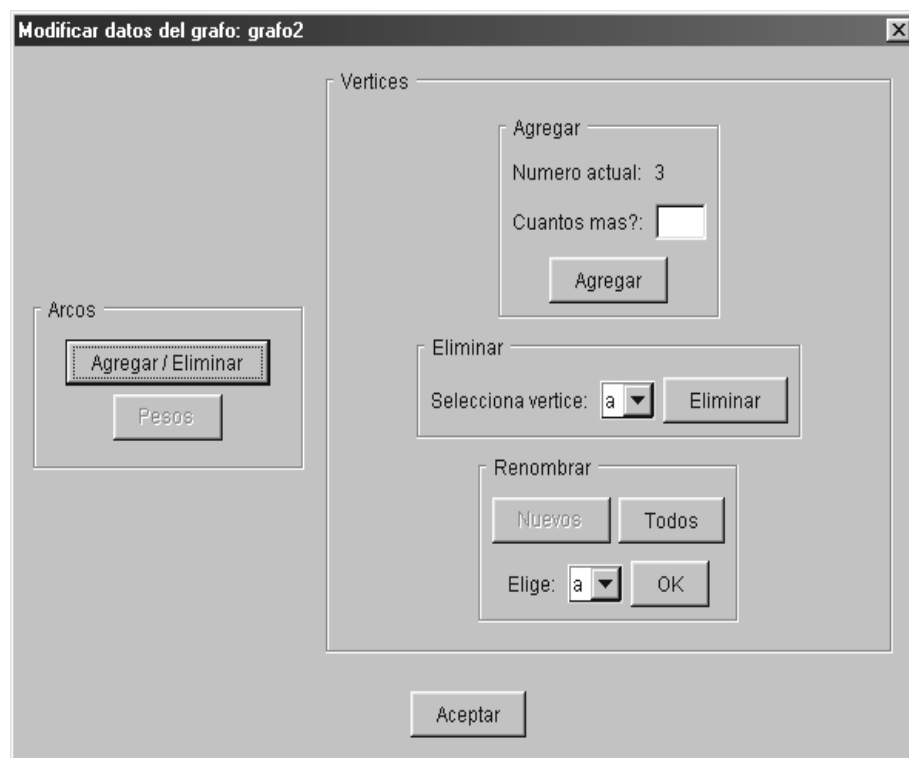 Modificar datos del grafo: grafo2
Vertices
Agregar
Numero actual: 3
Cuantos mas?:
Agregar
Arcos
Agregar / Eliminar
Pesos
Eliminar
Selecciona vertice: a Eliminar
Renombrar
Nuevos Todos
Elige: a OK
Aceptar